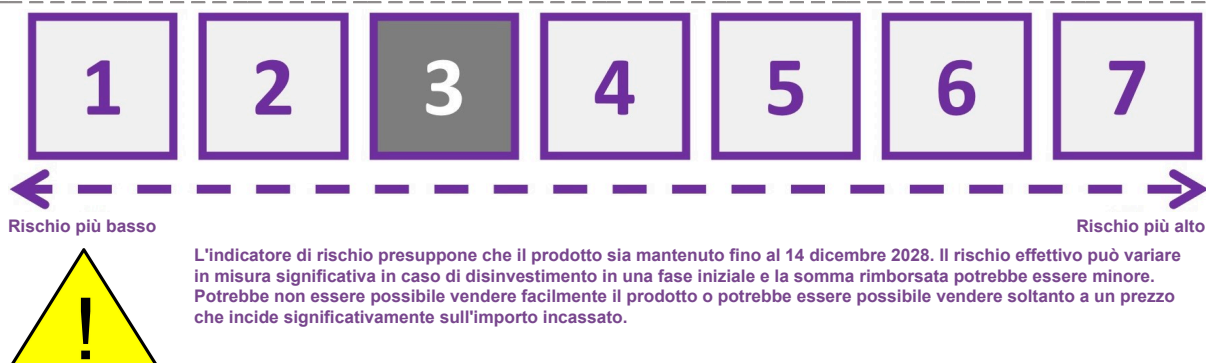 1 2 3 4 5 6 7
Rischio più basso Rischio più alto
L'indicatore di rischio presuppone che il prodotto sia mantenuto fino al 14 dicembre 2028. Il rischio effettivo può variare
in misura significativa in caso di disinvestimento in una fase iniziale e la somma rimborsata potrebbe essere minore.
Potrebbe non essere possibile vendere facilmente il prodotto o potrebbe essere possibile vendere soltanto a un prezzo
che incide significativamente sull'importo incassato.
!